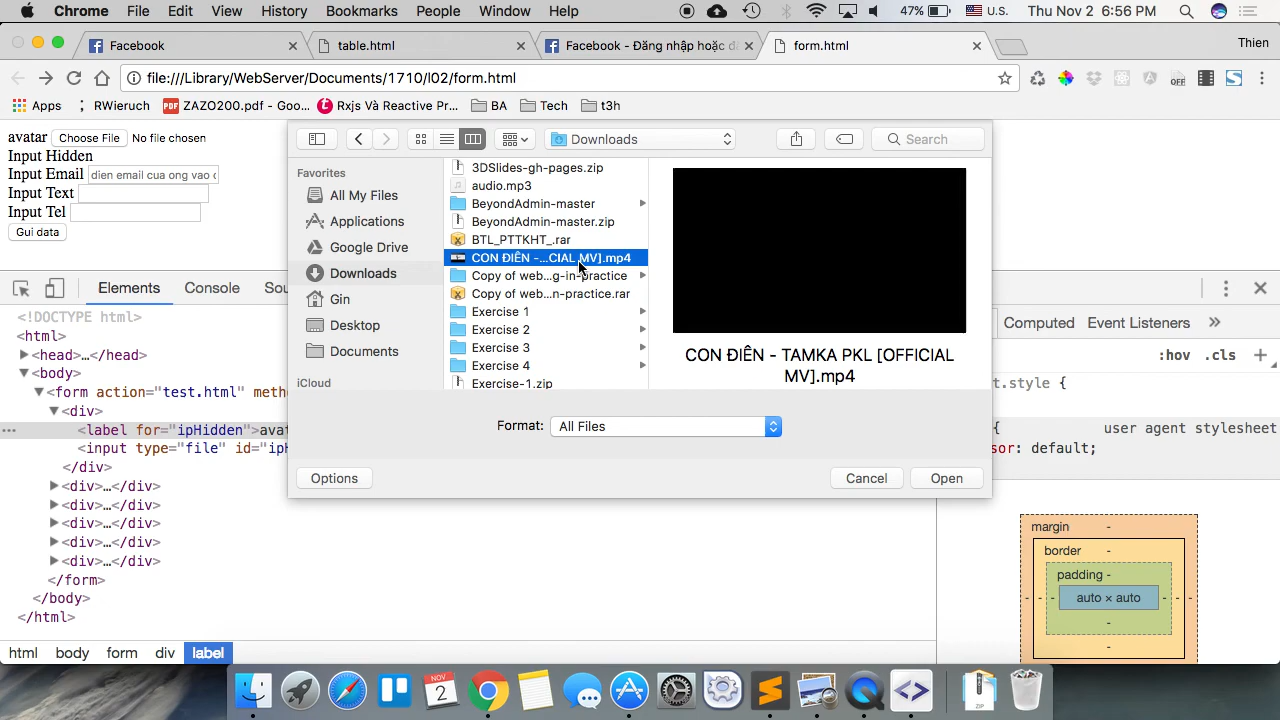 Chrome File Edit View History Bookmarks People Window Help 47% U.S. Thu Nov 2 6:56 PM
Facebook table.html Facebook - Đăng nhập hoặc đă form.html Thien
file:///Library/WebServer/Documents/1710/l02/form.html OFF
Apps RWieruch PDF ZAZO200.pdf - Goo... t Rxjs Và Reactive Pr... BA Tech t3h
avatar Choose File No file chosen
Input Hidden
Input Email dien email cua ong vao
Input Text
Input Tel
Gui data
Downloads Search
Favorites
All My Files
Applications
Google Drive
Downloads
Gin
Desktop
Documents
iCloud
3DSlides-gh-pages.zip
audio.mp3
BeyondAdmin-master
BeyondAdmin-master.zip
BTL_PTTKHT_.rar
CON ĐIÊN -...CIAL MV].mp4
Copy of web...g-in-practice
Copy of web...n-practice.rar
Exercise 1
Exercise 2
Exercise 3
Exercise 4
Exercise-1.zip
CON ĐIÊN - TAMKA PKL [OFFICIAL
MV].mp4
Format: All Files
Options Cancel Open
Elements Console Sou
<!DOCTYPE html>
<html>
<head>…</head>
<body>
<form action="test.html" meth
<div>
<label for="ipHidden">avat
<input type="file" id="ipH
</div>
<div>…</div>
<div>…</div>
<div>…</div>
<div>…</div>
<div>…</div>
</form>
</body>
</html>
html body form div label
Computed Event Listeners
:hov .cls
t.style {
{ user agent stylesheet
sor: default;
margin -
border -
padding -
- - - auto × auto - - -
-
-
NOV
2
ZIP